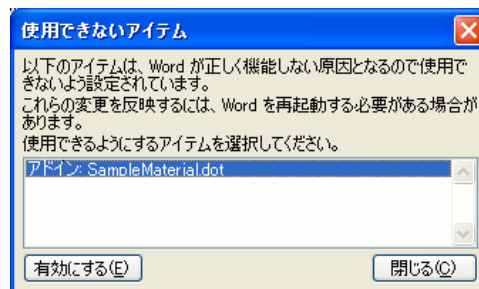 使用できないアイテム
以下のアイテムは、Word が正しく機能しない原因となるので使用で
きないよう設定されています。
これらの変更を反映するには、Word を再起動する必要がある場合が
あります。
使用できるようにするアイテムを選択してください。
アドイン: SampleMaterial.dot
有効にする(E) 閉じる(C)